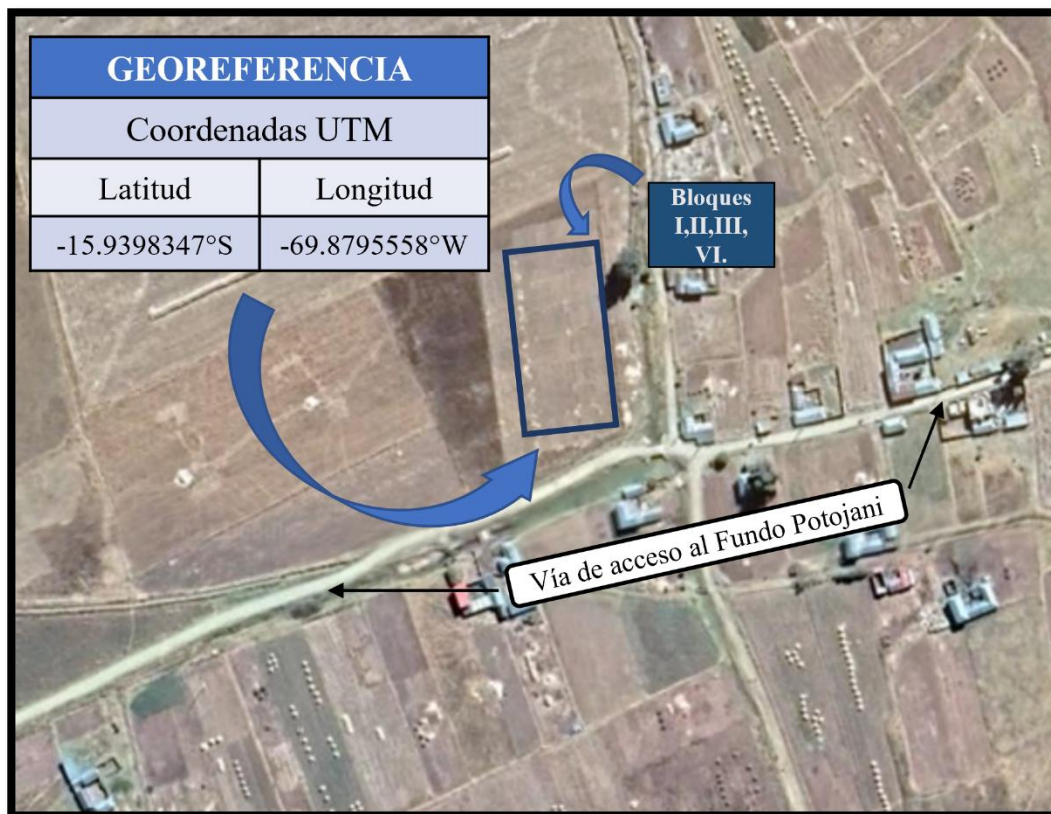 GEOREFERENCIA
Coordenadas UTM
Latitud Longitud
-15.9398347°S -69.8795558°W
Bloques
I,II,III,
VI.
Vía de acceso al Fundo Potojani